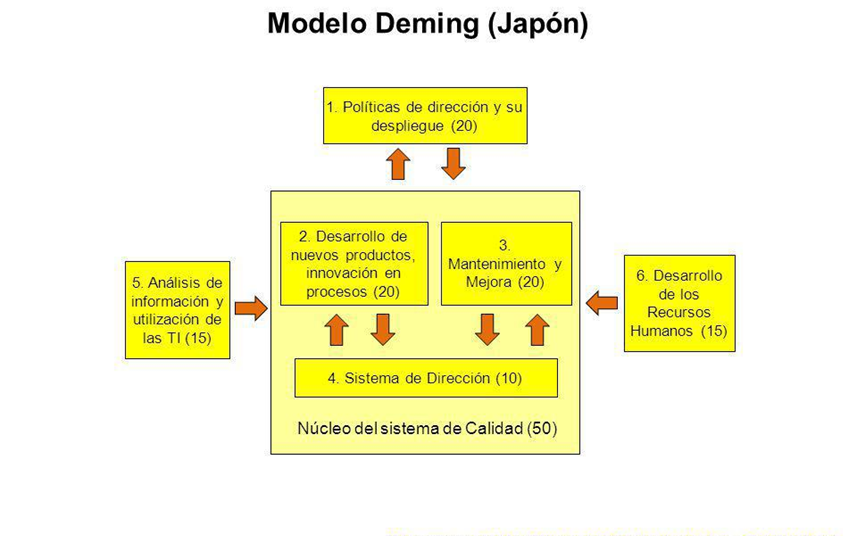 Modelo Deming (Japón)
1. Políticas de dirección y su
despliegue (20)
2. Desarrollo de
nuevos productos,
innovación en
procesos (20)
3.
Mantenimiento y
Mejora (20)
5. Análisis de
información y
utilización de
las TI (15)
6. Desarrollo
de los
Recursos
Humanos (15)
4. Sistema de Dirección (10)
Núcleo del sistema de Calidad (50)